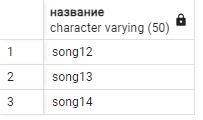 название
character varying (50)
1 song12
2 song13
3 song14